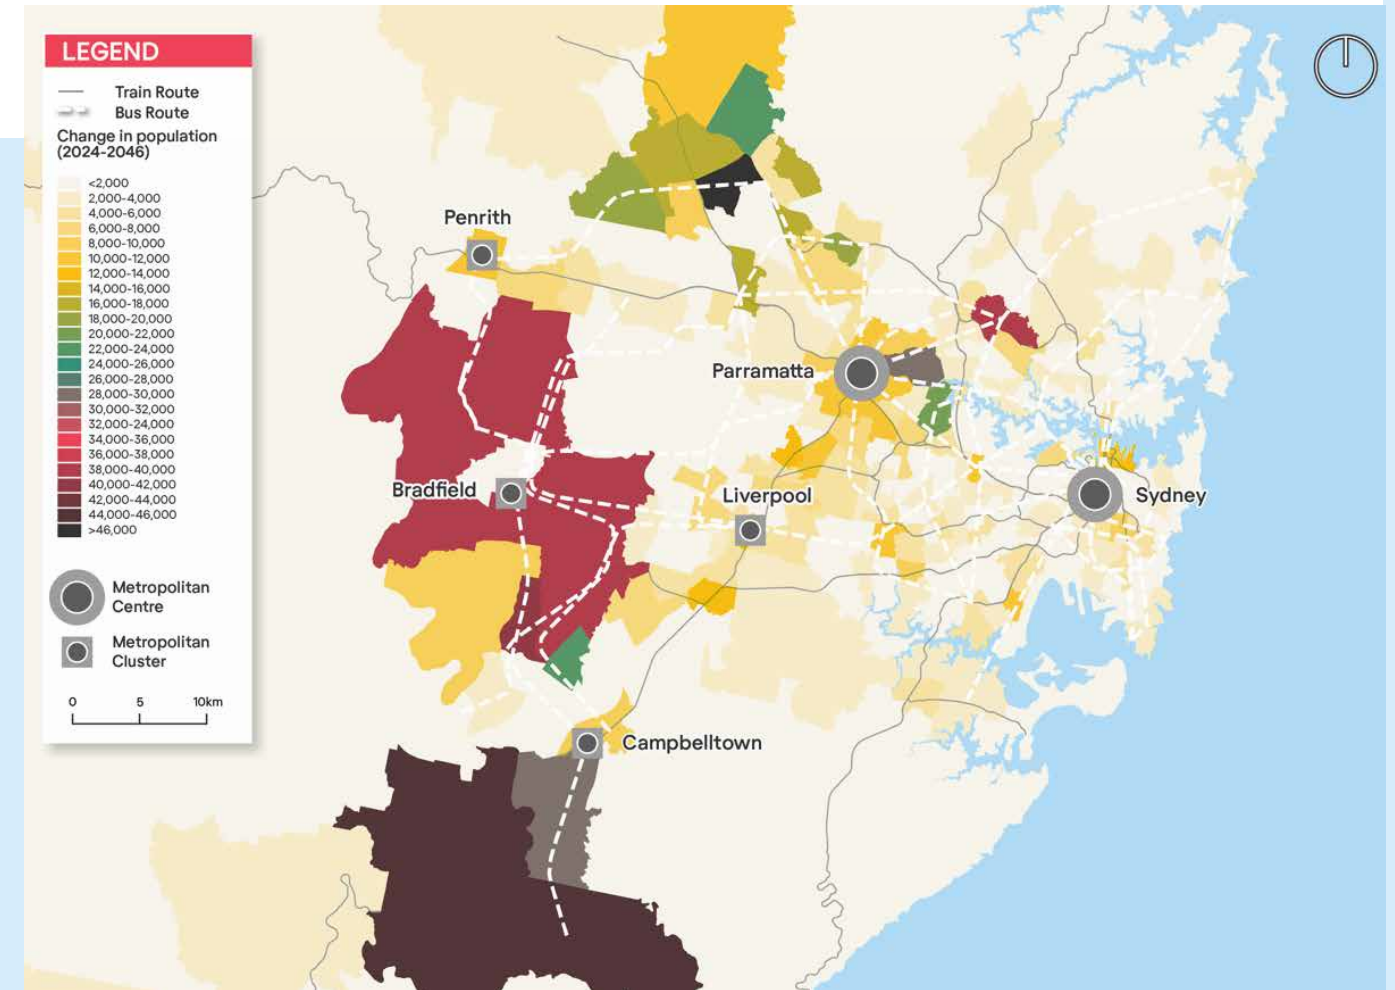 LEGEND
Train Route
Bus Route
Change in population
(2024-2046)
<2,000
2,000-4,000
4,000-6,000
6,000-8,000
8,000-10,000
10,000-12,000
12,000-14,000
14,000-16,000
16,000-18,000
18,000-20,000
20,000-22,000
22,000-24,000
24,000-26,000
26,000-28,000
28,000-30,000
30,000-32,000
32,000-24,000
34,000-36,000
36,000-38,000
38,000-40,000
40,000-42,000
42,000-44,000
44,000-46,000
>46,000
Metropolitan
Centre
Metropolitan
Cluster
0 5 10km
Penrith
Parramatta
Bradfield
Liverpool
Sydney
Campbelltown